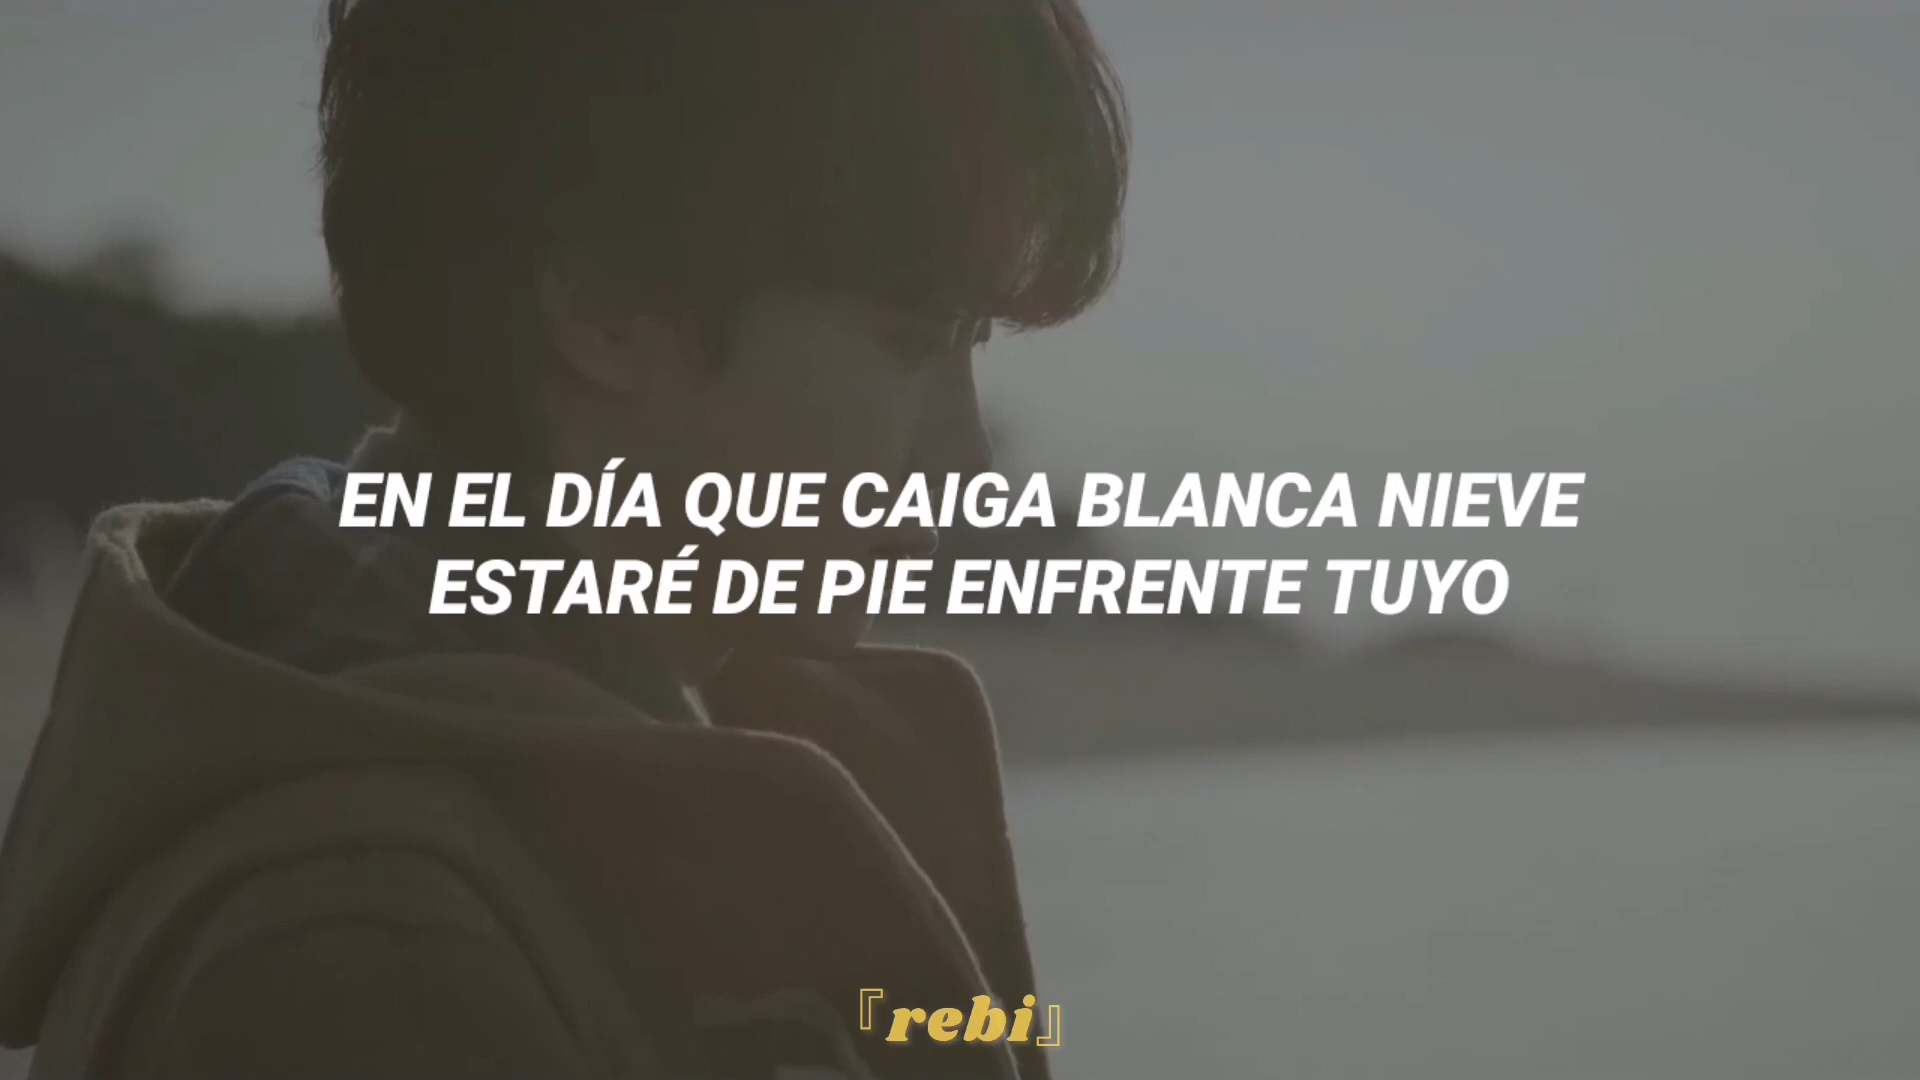 EN EL DÍA QUE CAIGA BLANCA NIEVE
ESTARÉ DE PIE ENFRENTE TUYO
『rebi』